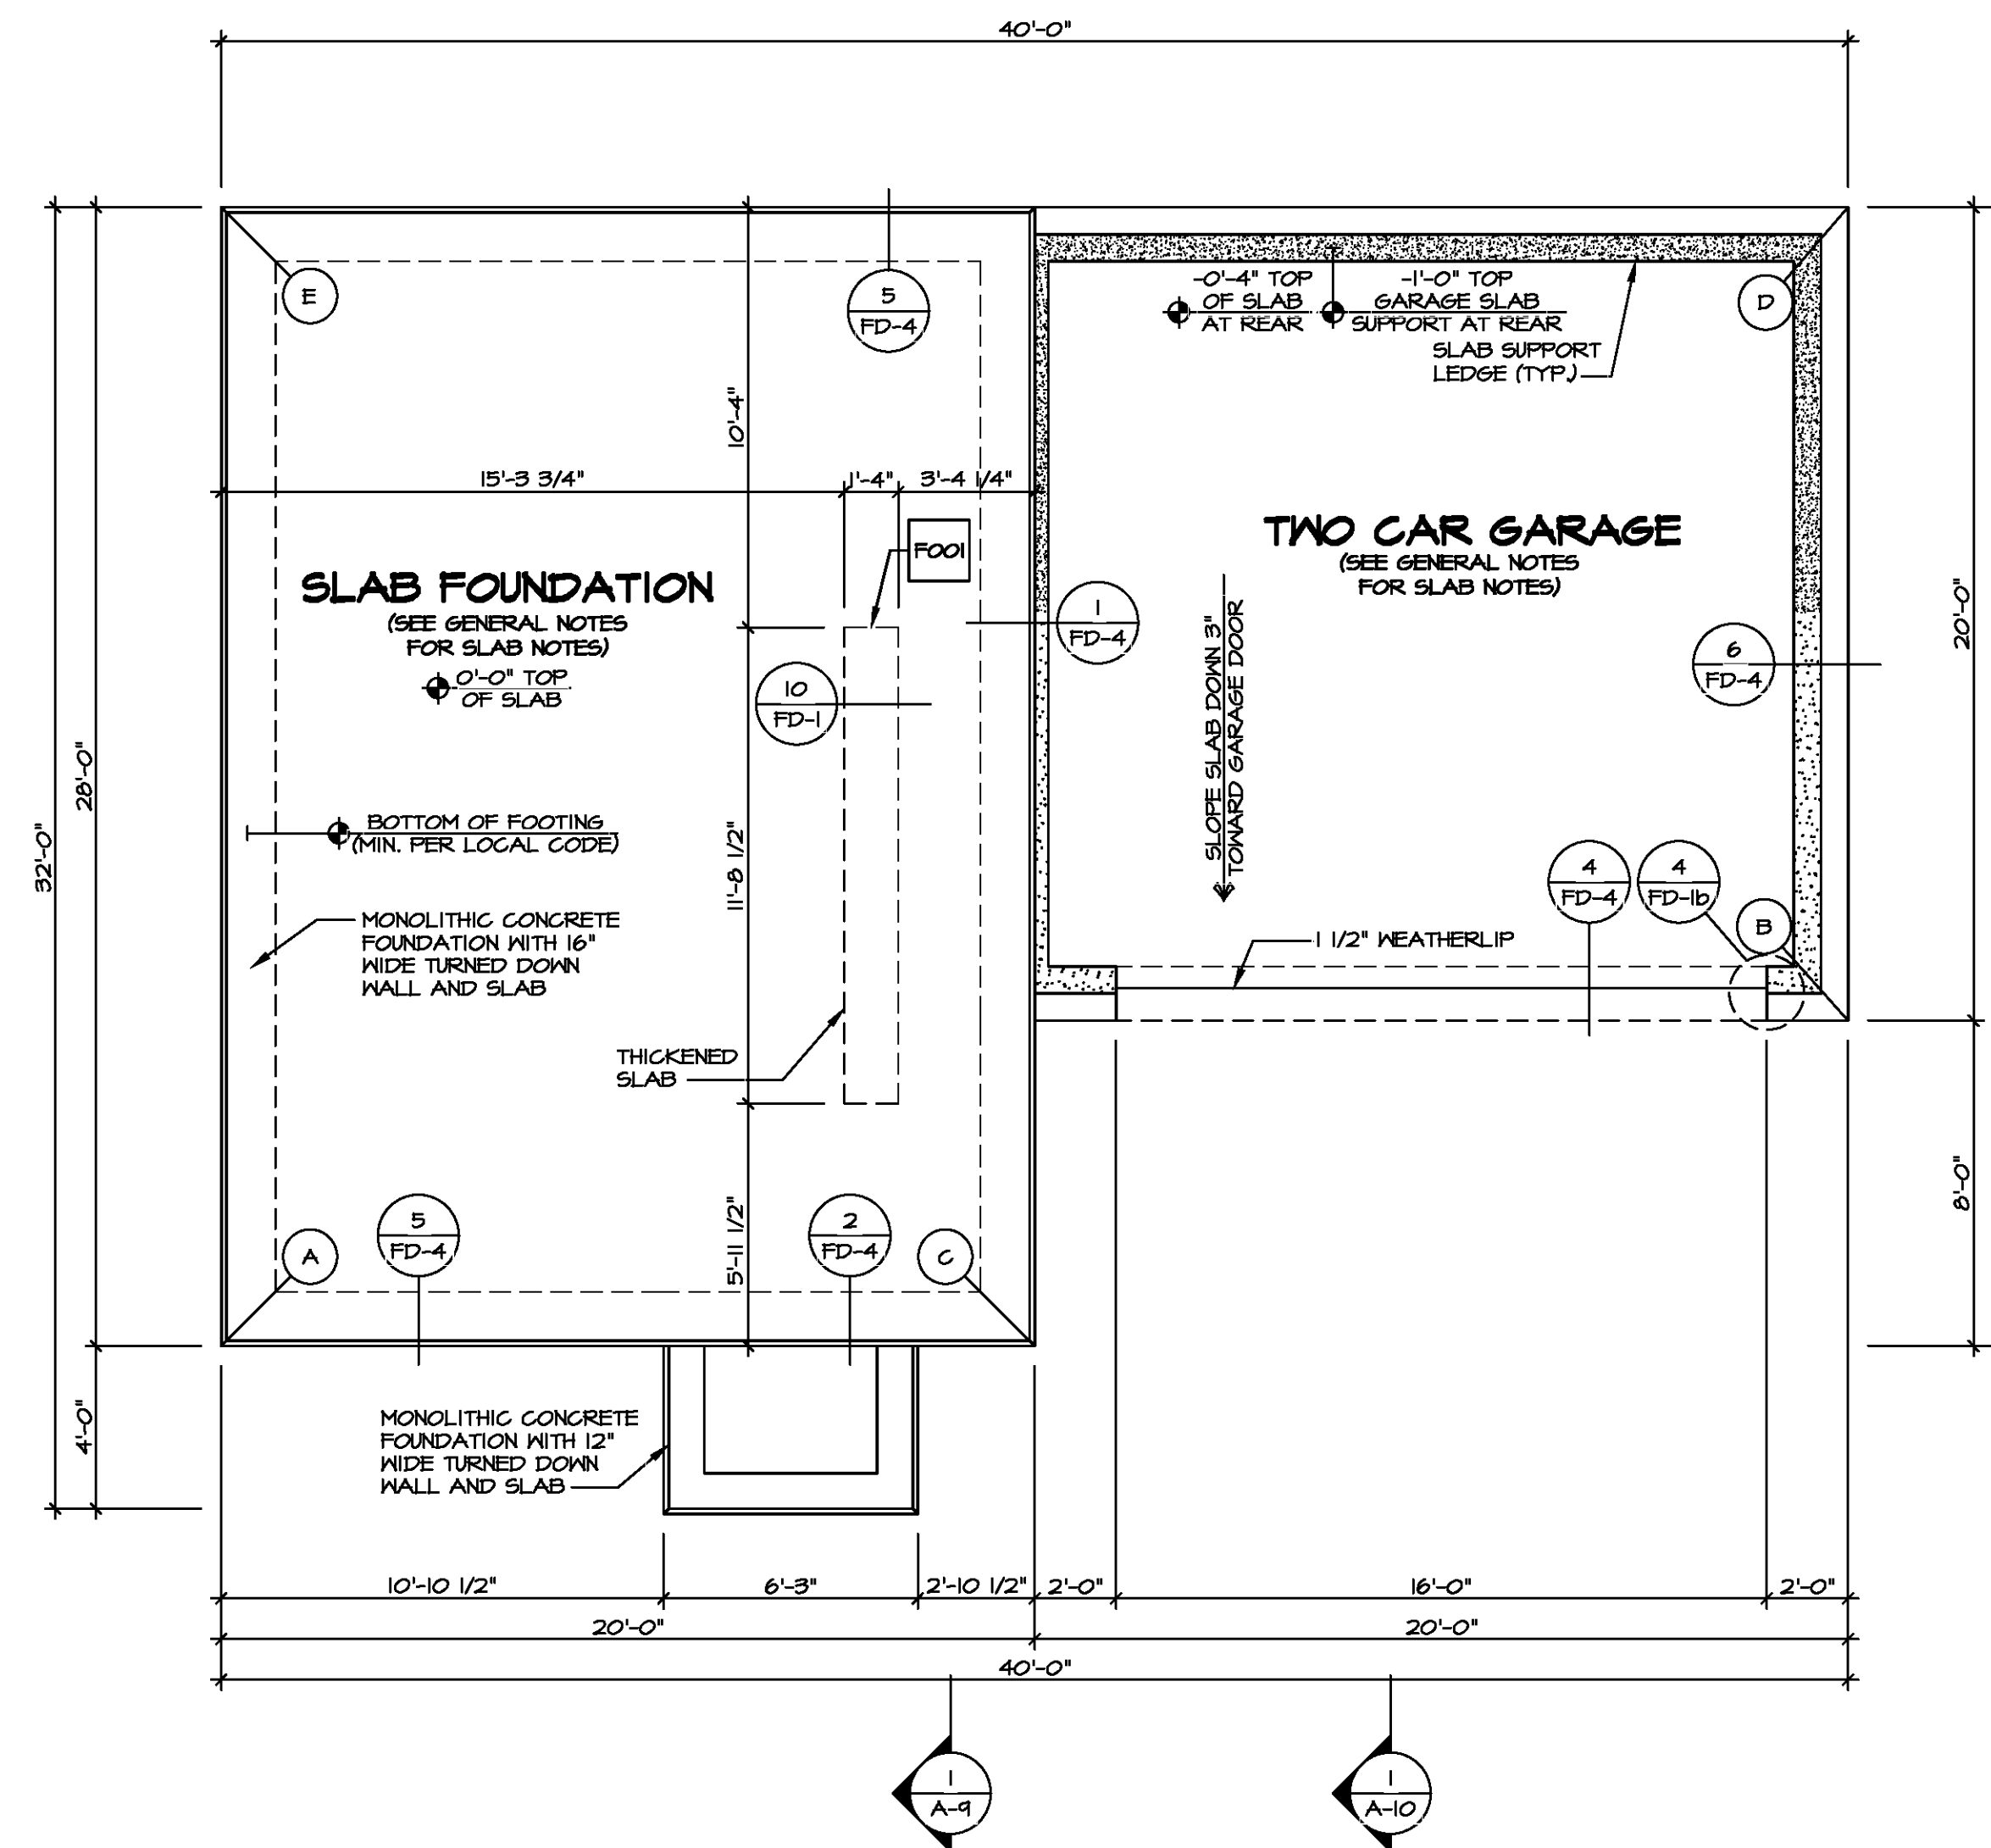 40'-0"
E
5
FD-4
-0'-4" TOP
OF SLAB
AT REAR
-1'-0" TOP
GARAGE SLAB
SUPPORT AT REAR
SLAB SUPPORT
LEDGE (TYP.)
D
10'-4"
15'-3 3/4"
1'-4"
3'-4 1/4"
F001
SLAB FOUNDATION
(SEE GENERAL NOTES
FOR SLAB NOTES)
0'-0" TOP
OF SLAB
TWO CAR GARAGE
(SEE GENERAL NOTES
FOR SLAB NOTES)
1
FD-4
20'-0"
6
FD-4
10
FD-1
SLOPE SLAB DOWN 3"
TOWARD GARAGE DOOR
28'-0"
32'-0"
BOTTOM OF FOOTING
(MIN. PER LOCAL CODE)
11'-8 1/2"
4
FD-4
4
FD-1b
B
MONOLITHIC CONCRETE
FOUNDATION WITH 16"
WIDE TURNED DOWN
WALL AND SLAB
1 1/2" WEATHERLIP
THICKENED
SLAB
8'-0"
5
FD-4
5'-11 1/2"
2
FD-4
A
C
4'-0"
MONOLITHIC CONCRETE
FOUNDATION WITH 12"
WIDE TURNED DOWN
WALL AND SLAB
10'-10 1/2"
6'-3"
2'-10 1/2"
2'-0"
16'-0"
2'-0"
20'-0"
20'-0"
40'-0"
1
A-9
1
A-10